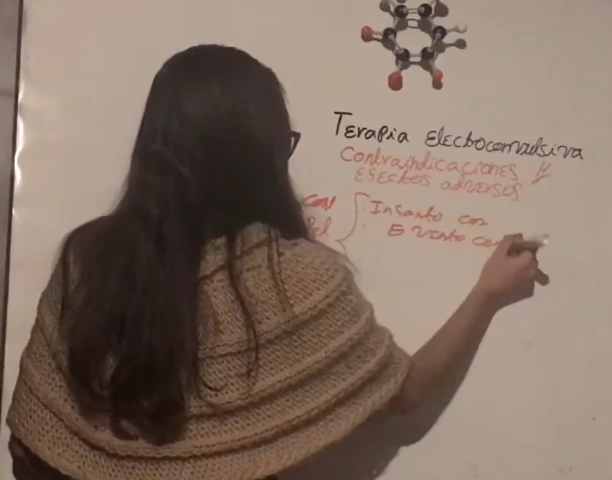 Terapia electroconvulsiva
Contraindicaciones y
Efectos adversos
Infarto con
Evento